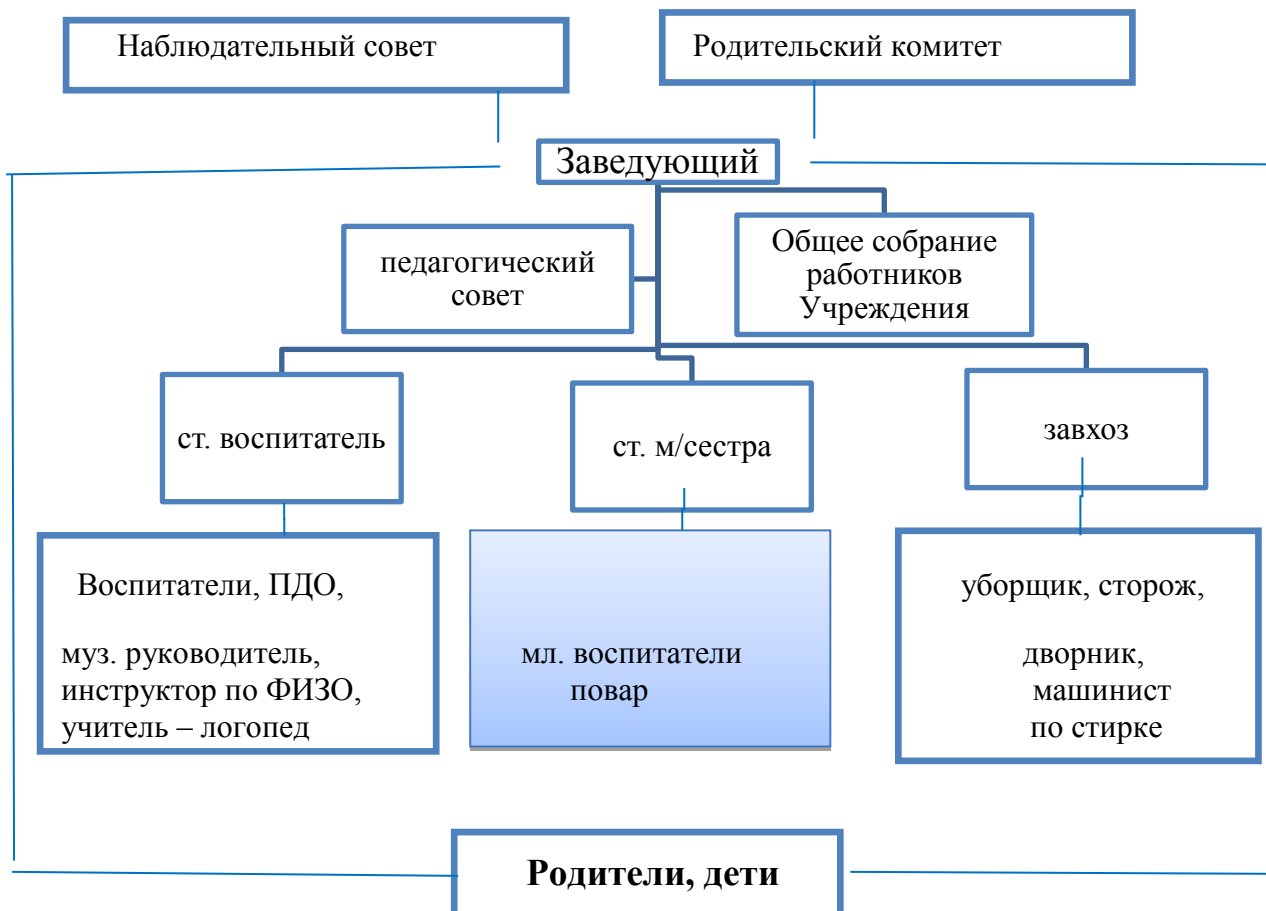 Наблюдательный совет
Родительский комитет
Заведующий
педагогический
совет
Общее собрание
работников
Учреждения
ст. воспитатель
ст. м/сестра
завхоз
Воспитатели, ПДО,
муз. руководитель,
инструктор по ФИЗО,
учитель – логопед
мл. воспитатели
повар
уборщик, сторож,
дворник,
машинист
по стирке
Родители, дети